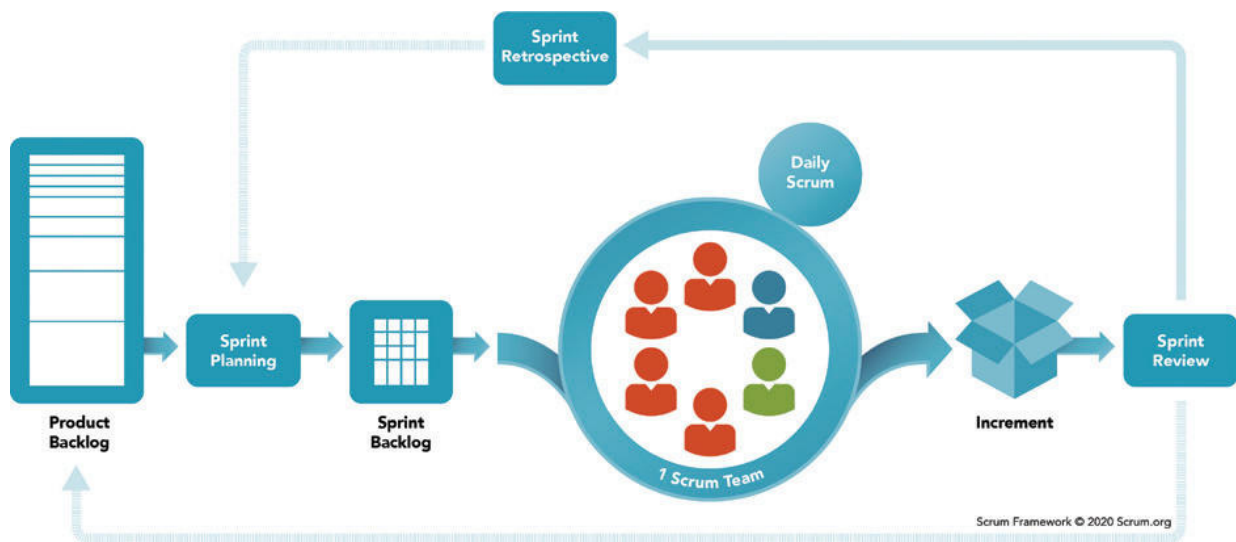 Sprint
Retrospective
Daily
Scrum
Sprint
Planning
Sprint
Review
Product
Backlog
Sprint
Backlog
1 Scrum Team
Increment
Scrum Framework © 2020 Scrum.org